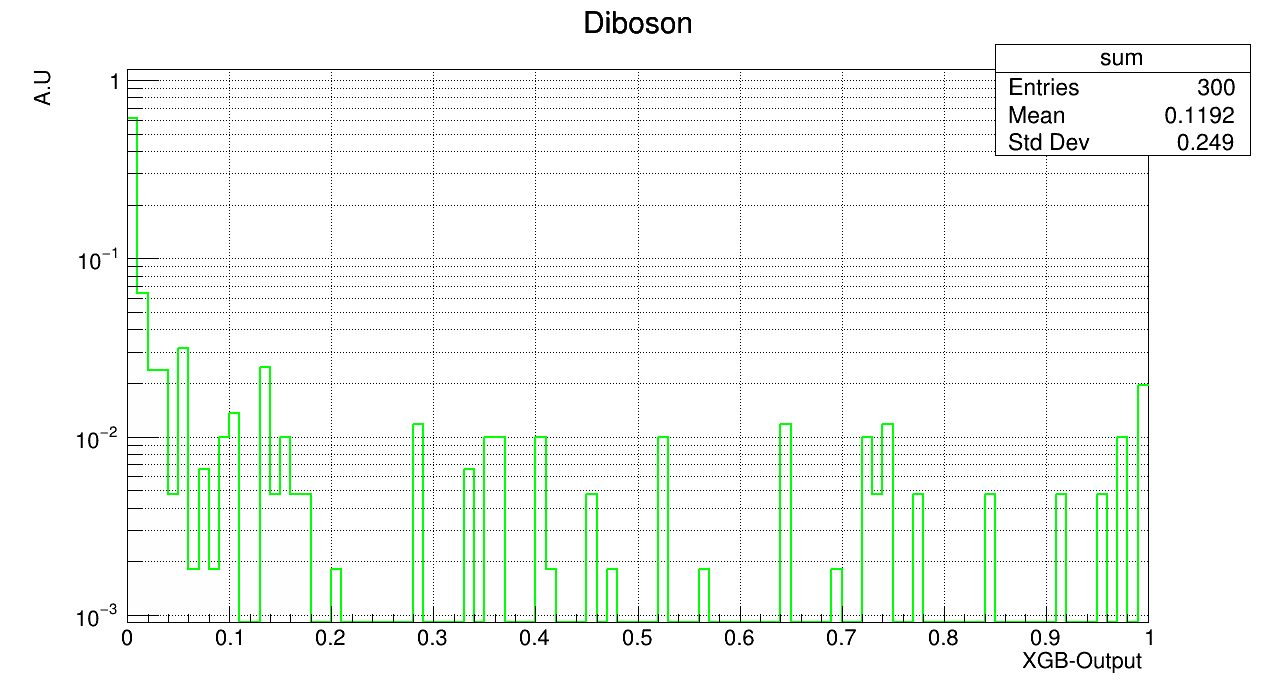 Diboson
A.U
sum
Entries 300
Mean 0.1192
Std Dev 0.249
1
10−1
10−2
10−3
0 0.1 0.2 0.3 0.4 0.5 0.6 0.7 0.8 0.9 1
XGB-Output